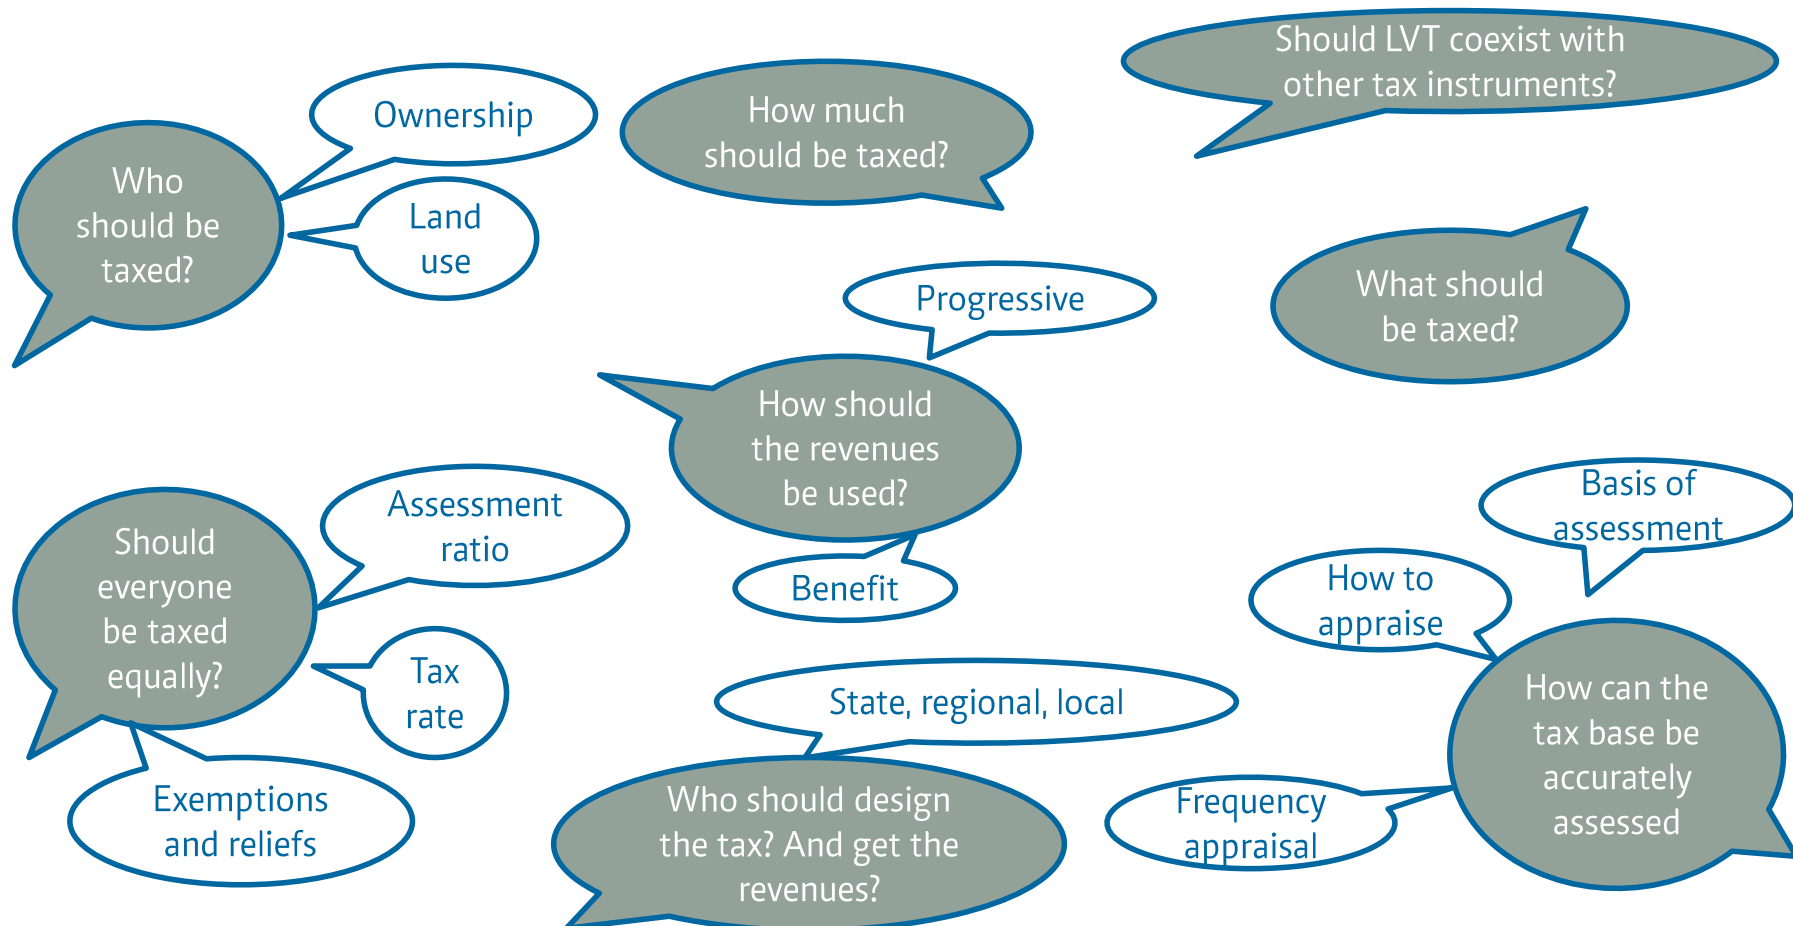 Should LVT coexist with
other tax instruments?
How much
should be taxed?
Ownership
Who
should be
taxed?
Land
use
What should
be taxed?
Progressive
How should
the revenues
be used?
Benefit
Assessment
ratio
Should
everyone
be taxed
equally?
Tax
rate
Exemptions
and reliefs
State, regional, local
Who should design
the tax? And get the
revenues?
Basis of
assessment
How to
appraise
How can the
tax base be
accurately
assessed
Frequency
appraisal